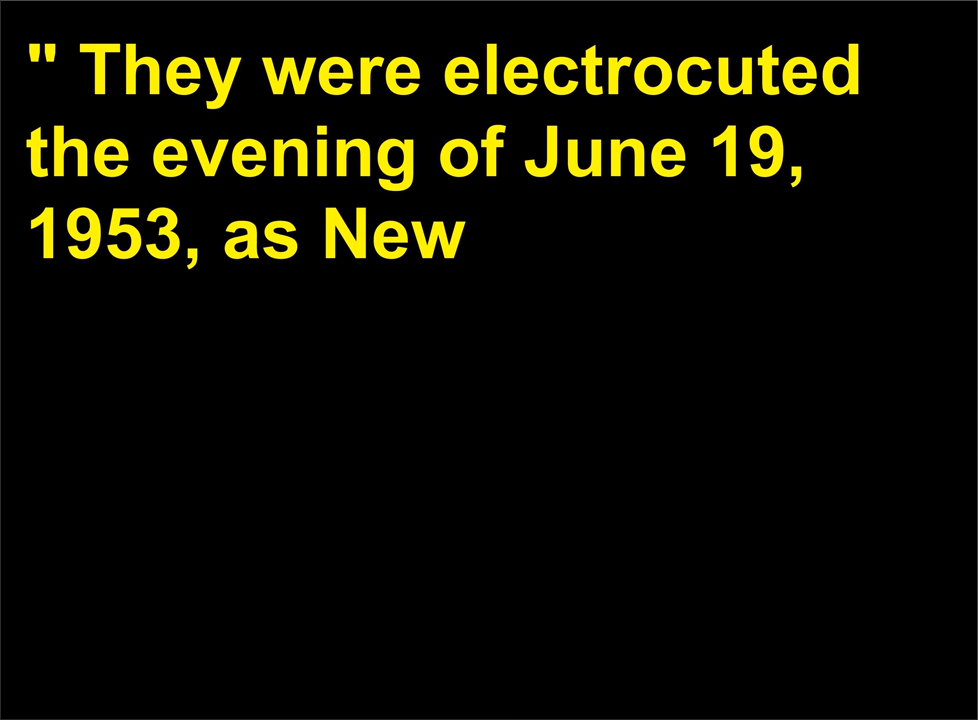 " They were electrocuted
the evening of June 19,
1953, as New